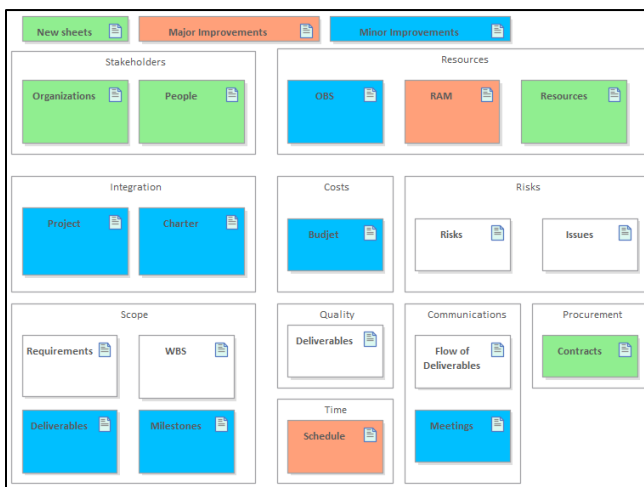 New sheets
Major Improvements
Minor Improvements
Stakeholders
Resources
Organizations
People
OBS
RAM
Resources
Integration
Costs
Risks
Project
Charter
Budjet
Risks
Issues
Scope
Quality
Communications
Procurement
Requirements
WBS
Deliverables
Flow of
Deliverables
Contracts
Deliverables
Milestones
Time
Schedule
Meetings